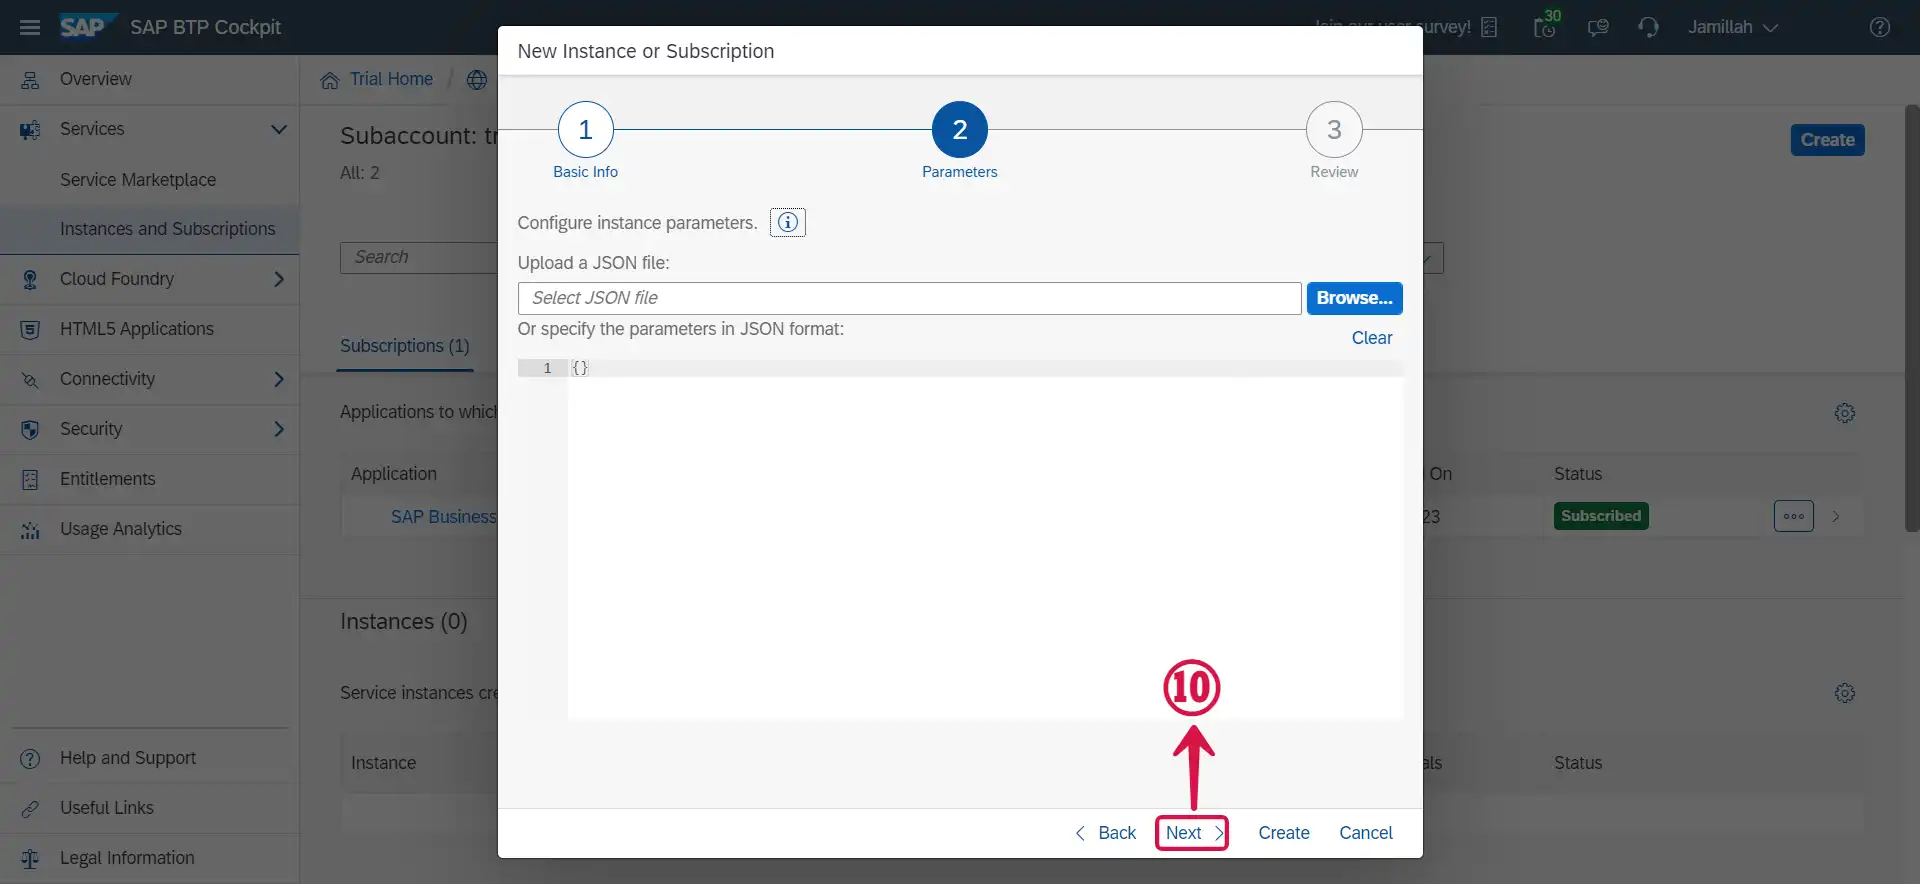 SAP SAP BTP Cockpit
survey!
30
Jamillah
Overview
Services
Service Marketplace
Instances and Subscriptions
Cloud Foundry
HTML5 Applications
Connectivity
Security
Entitlements
Usage Analytics
Help and Support
Useful Links
Legal Information
Trial Home /
Subaccount: tr
All: 2
Create
Search
Subscriptions (1)
Applications to which
Application
On
Status
SAP Business
23
Subscribed
Instances (0)
Service instances cre
Instance
als
Status
New Instance or Subscription
1
2
3
Basic Info
Parameters
Review
Configure instance parameters.
Upload a JSON file:
Select JSON file
Browse...
Or specify the parameters in JSON format:
Clear
1 {}
10
Back
Next
Create
Cancel